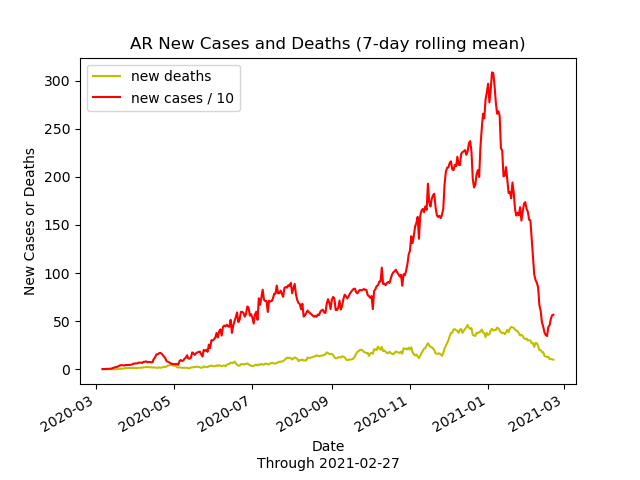 AR New Cases and Deaths (7-day rolling mean)
new deaths
new cases / 10
New Cases or Deaths
300
250
200
150
100
50
0
2020-03
2020-05
2020-07
2020-09
2020-11
2021-01
2021-03
Date
Through 2021-02-27